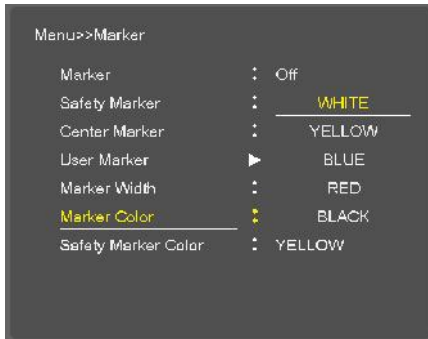 Menu>>Marker
Marker : Off
Safety Marker : WHITE
Center Marker : YELLOW
User Marker ▶ BLUE
Marker Width : RED
Marker Color : BLACK
Safety Marker Color : YELLOW